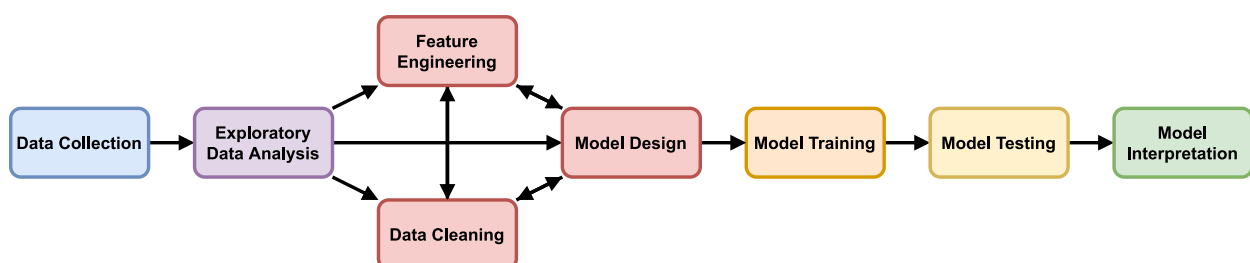 Feature
Engineering
Data Collection
Exploratory
Data Analysis
Model Design
Model Training
Model Testing
Model
Interpretation
Data Cleaning